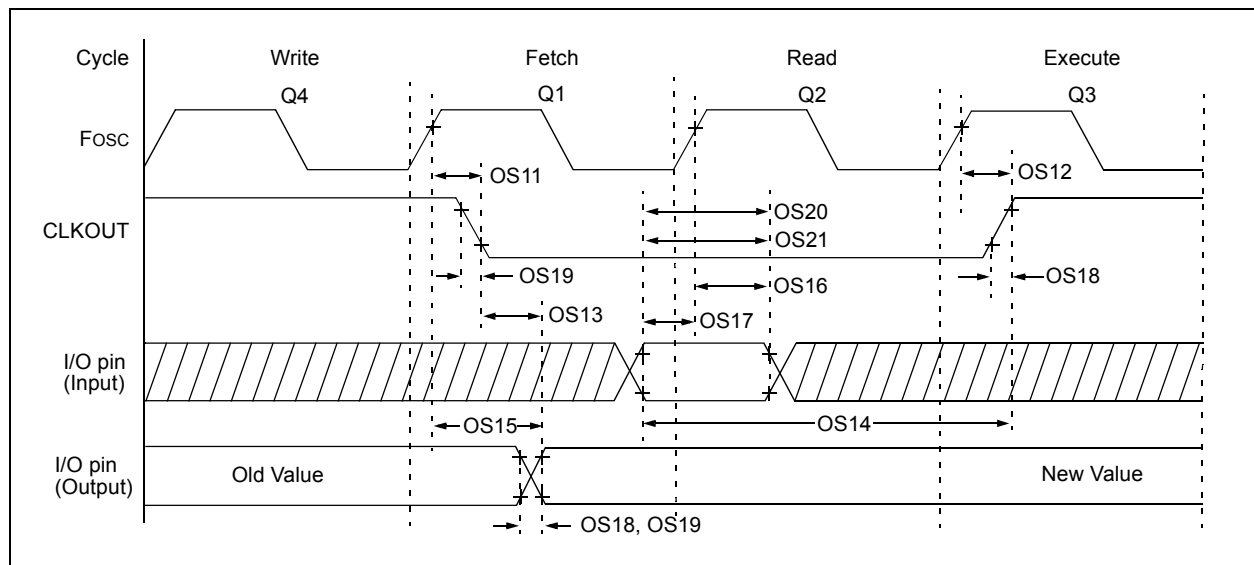 Cycle Write Fetch Read Execute
Q4 Q1 Q2 Q3
FOSC
OS11 OS12
OS20
CLKOUT
OS21
OS19 OS16 OS18
OS13 OS17
I/O pin
(Input)
OS15 OS14
I/O pin
(Output)
Old Value New Value
OS18, OS19